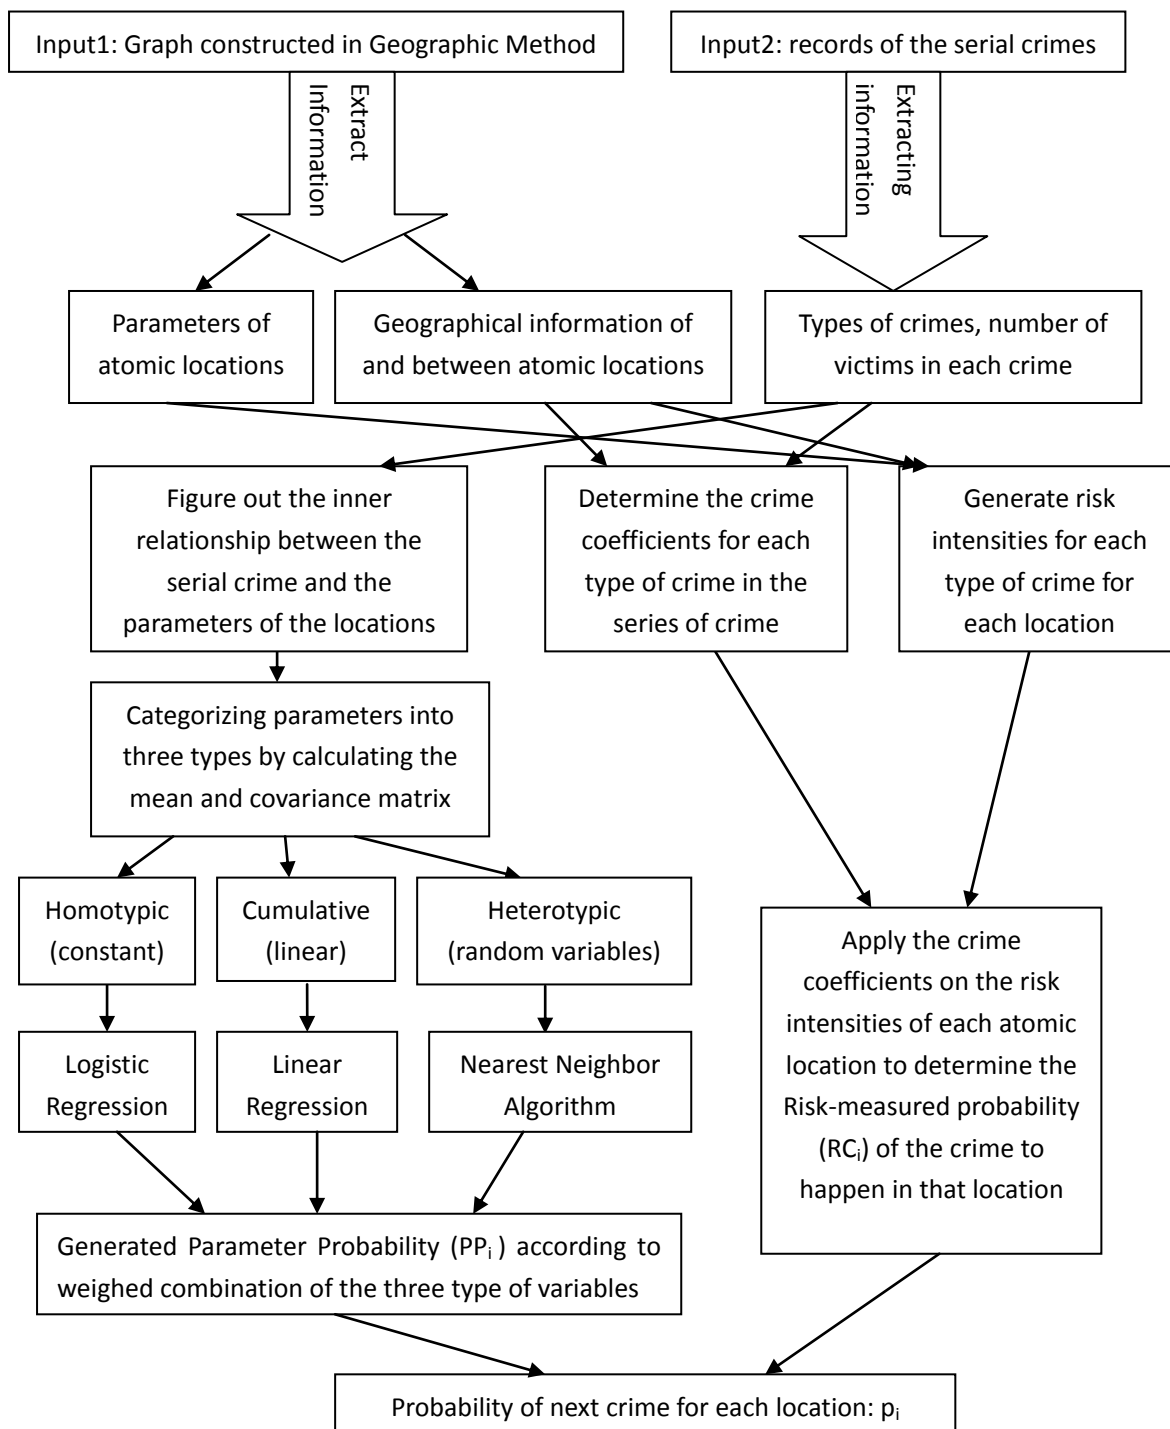 Input1: Graph constructed in Geographic Method
Input2: records of the serial crimes
Extract
Information
Extracting
information
Parameters of
atomic locations
Geographical information of
and between atomic locations
Types of crimes, number of
victims in each crime
Figure out the inner
relationship between the
serial crime and the
parameters of the locations
Determine the crime
coefficients for each
type of crime in the
series of crime
Generate risk
intensities for each
type of crime for
each location
Categorizing parameters into
three types by calculating the
mean and covariance matrix
Homotypic
(constant)
Cumulative
(linear)
Heterotypic
(random variables)
Apply the crime
coefficients on the risk
intensities of each atomic
location to determine the
Risk-measured probability
(RCi) of the crime to
happen in that location
Logistic
Regression
Linear
Regression
Nearest Neighbor
Algorithm
Generated Parameter Probability (PPi ) according to
weighed combination of the three type of variables
Probability of next crime for each location: pi